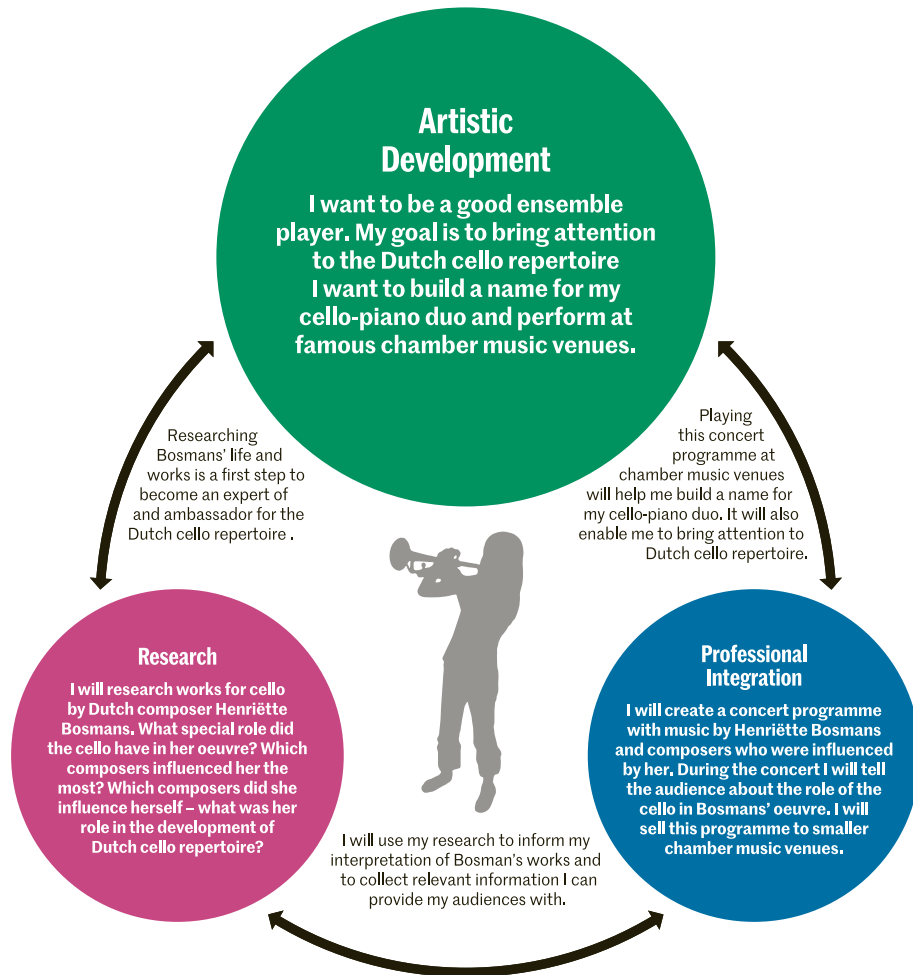 Artistic
Development
I want to be a good ensemble
player. My goal is to bring attention
to the Dutch cello repertoire
I want to build a name for my
cello-piano duo and perform at
famous chamber music venues.
Researching
Bosmans' life and
works is a first step to
become an expert of
and ambassador for the
Dutch cello repertoire .
Playing
this concert
programme at
chamber music venues
will help me build a name for
my cello-piano duo. It will also
enable me to bring attention to
Dutch cello repertoire.
Research
I will research works for cello
by Dutch composer Henriëtte
Bosmans. What special role did
the cello have in her oeuvre? Which
composers influenced her the
most? Which composers did she
influence herself – what was her
role in the development of
Dutch cello repertoire?
Professional
Integration
I will create a concert programme
with music by Henriëtte Bosmans
and composers who were influenced
by her. During the concert I will tell
the audience about the role of the
cello in Bosmans' oeuvre. I will
sell this programme to smaller
chamber music venues.
I will use my research to inform my
interpretation of Bosman's works and
to collect relevant information I can
provide my audiences with.